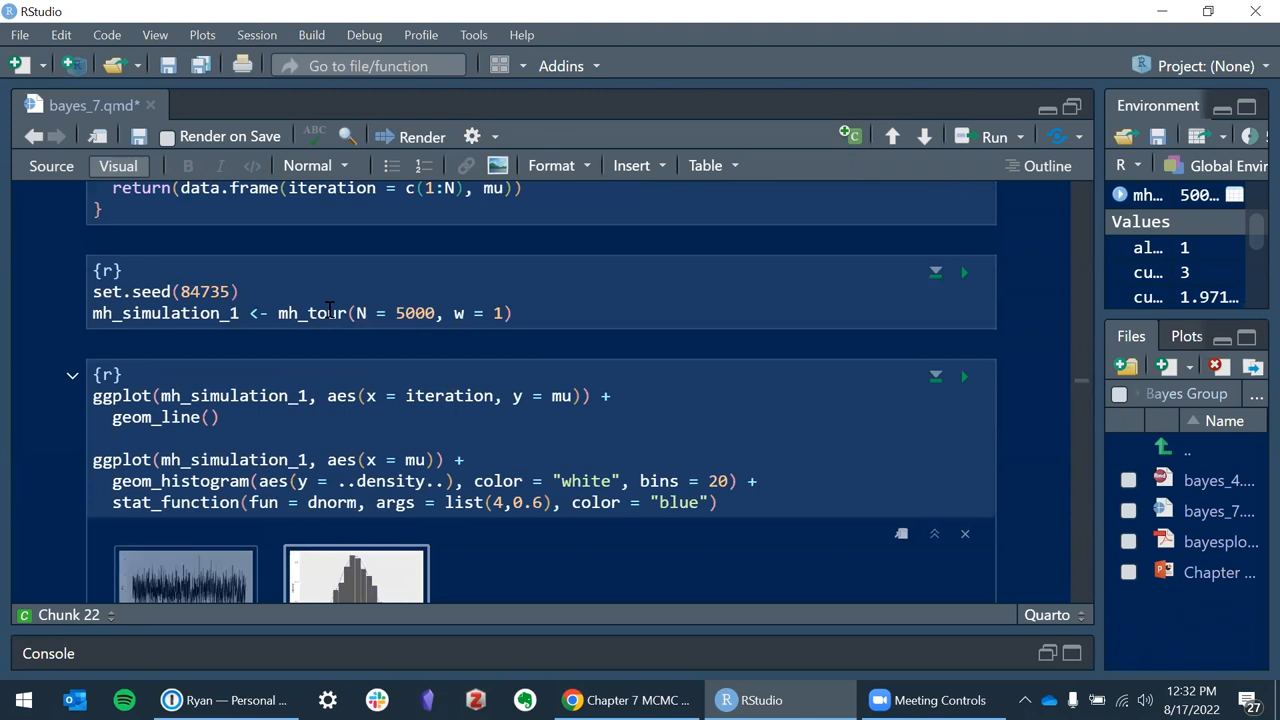 RStudio
File Edit Code View Plots Session Build Debug Profile Tools Help
Go to file/function Addins Project: (None)
bayes_7.qmd*
Render on Save ABC Render Run
Source Visual B I </> Normal Format Insert Table Outline
return(data.frame(iteration = c(1:N), mu))
}
{r}
set.seed(84735)
mh_simulation_1 <- mh_tour(N = 5000, w = 1)
{r}
ggplot(mh_simulation_1, aes(x = iteration, y = mu)) +
geom_line()
ggplot(mh_simulation_1, aes(x = mu)) +
geom_histogram(aes(y = ..density..), color = "white", bins = 20) +
stat_function(fun = dnorm, args = list(4,0.6), color = "blue")
C Chunk 22 Quarto
Console
Environment
R Global Envir
mh… 500…
Values
al… 1
cu… 3
cu… 1.971…
Files Plots
Bayes Group ...
Name
..
bayes_4.…
bayes_7.…
bayesplo…
Chapter …
Ryan — Personal …
Chapter 7 MCMC …
RStudio
Meeting Controls
12:32 PM
8/17/2022
27